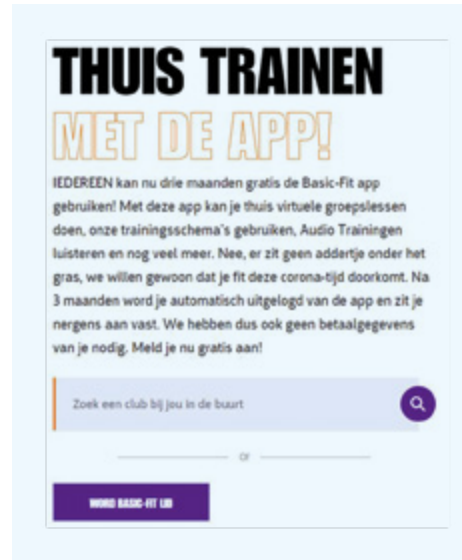 THUIS TRAINEN
MET DE APP!
IEDEREEN kan nu drie maanden gratis de Basic-Fit app
gebruiken! Met deze app kan je thuis virtuele groepslessen
doen, onze trainingsschema's gebruiken, Audio Trainingen
luisteren en nog veel meer. Nee, er zit geen addertje onder het
gras, we willen gewoon dat je fit deze corona-tijd doorkomt. Na
3 maanden word je automatisch uitgelogd van de app en zit je
nergens aan vast. We hebben dus ook geen betaalgegevens
van je nodig. Meld je nu gratis aan!
Zoek een club bij jou in de buurt
or
WORD BASIC-FIT LID